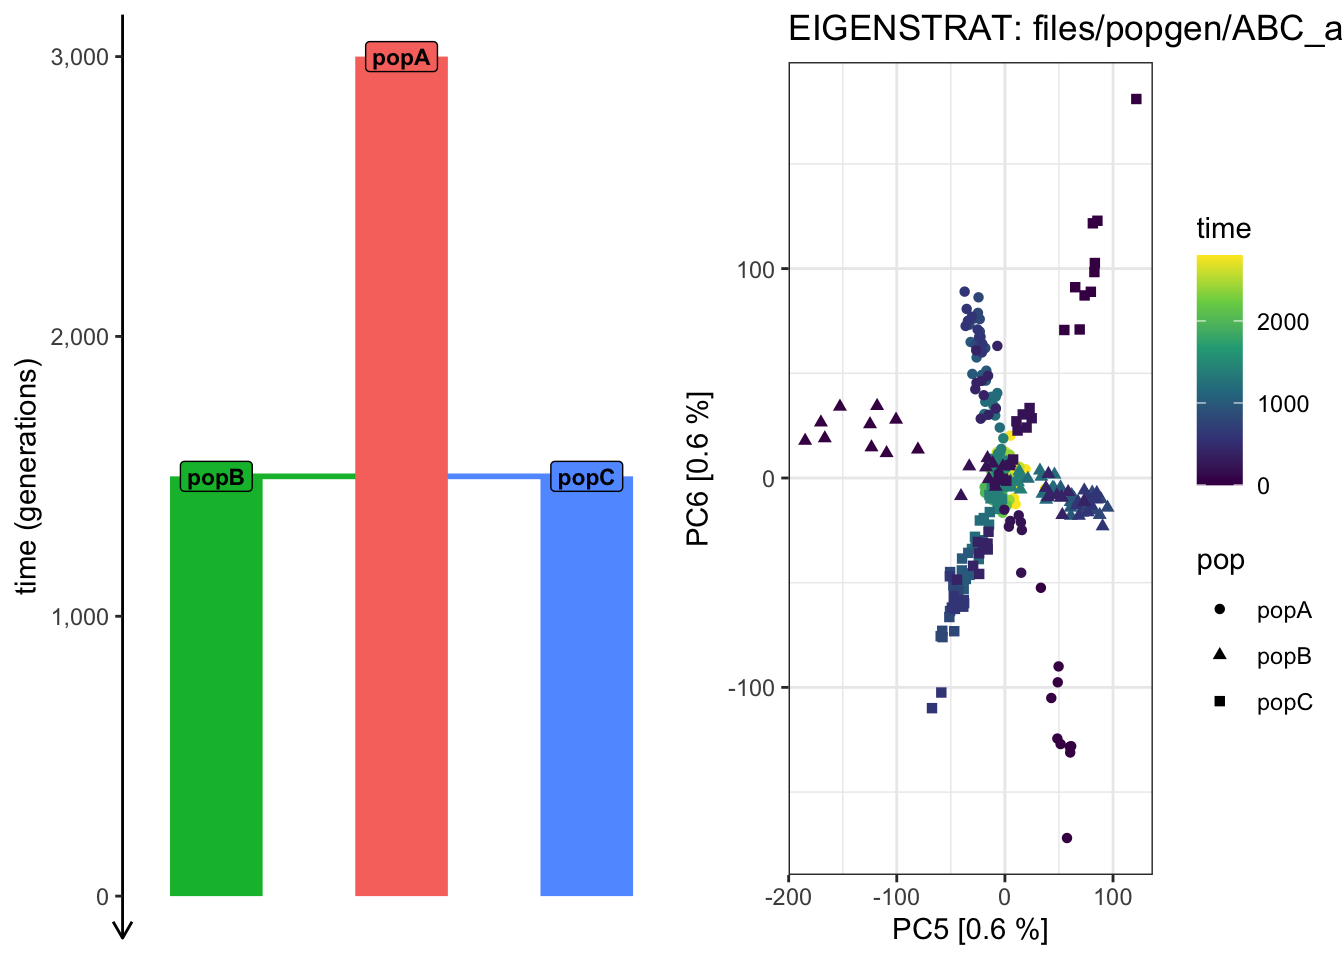 time (generations)
3,000
2,000
1,000
0
popA
popB
popC
EIGENSTRAT: files/popgen/ABC_a
PC6 [0.6 %]
100
0
-100
-200
-100
0
100
PC5 [0.6 %]
time
2000
1000
0
pop
popA
popB
popC